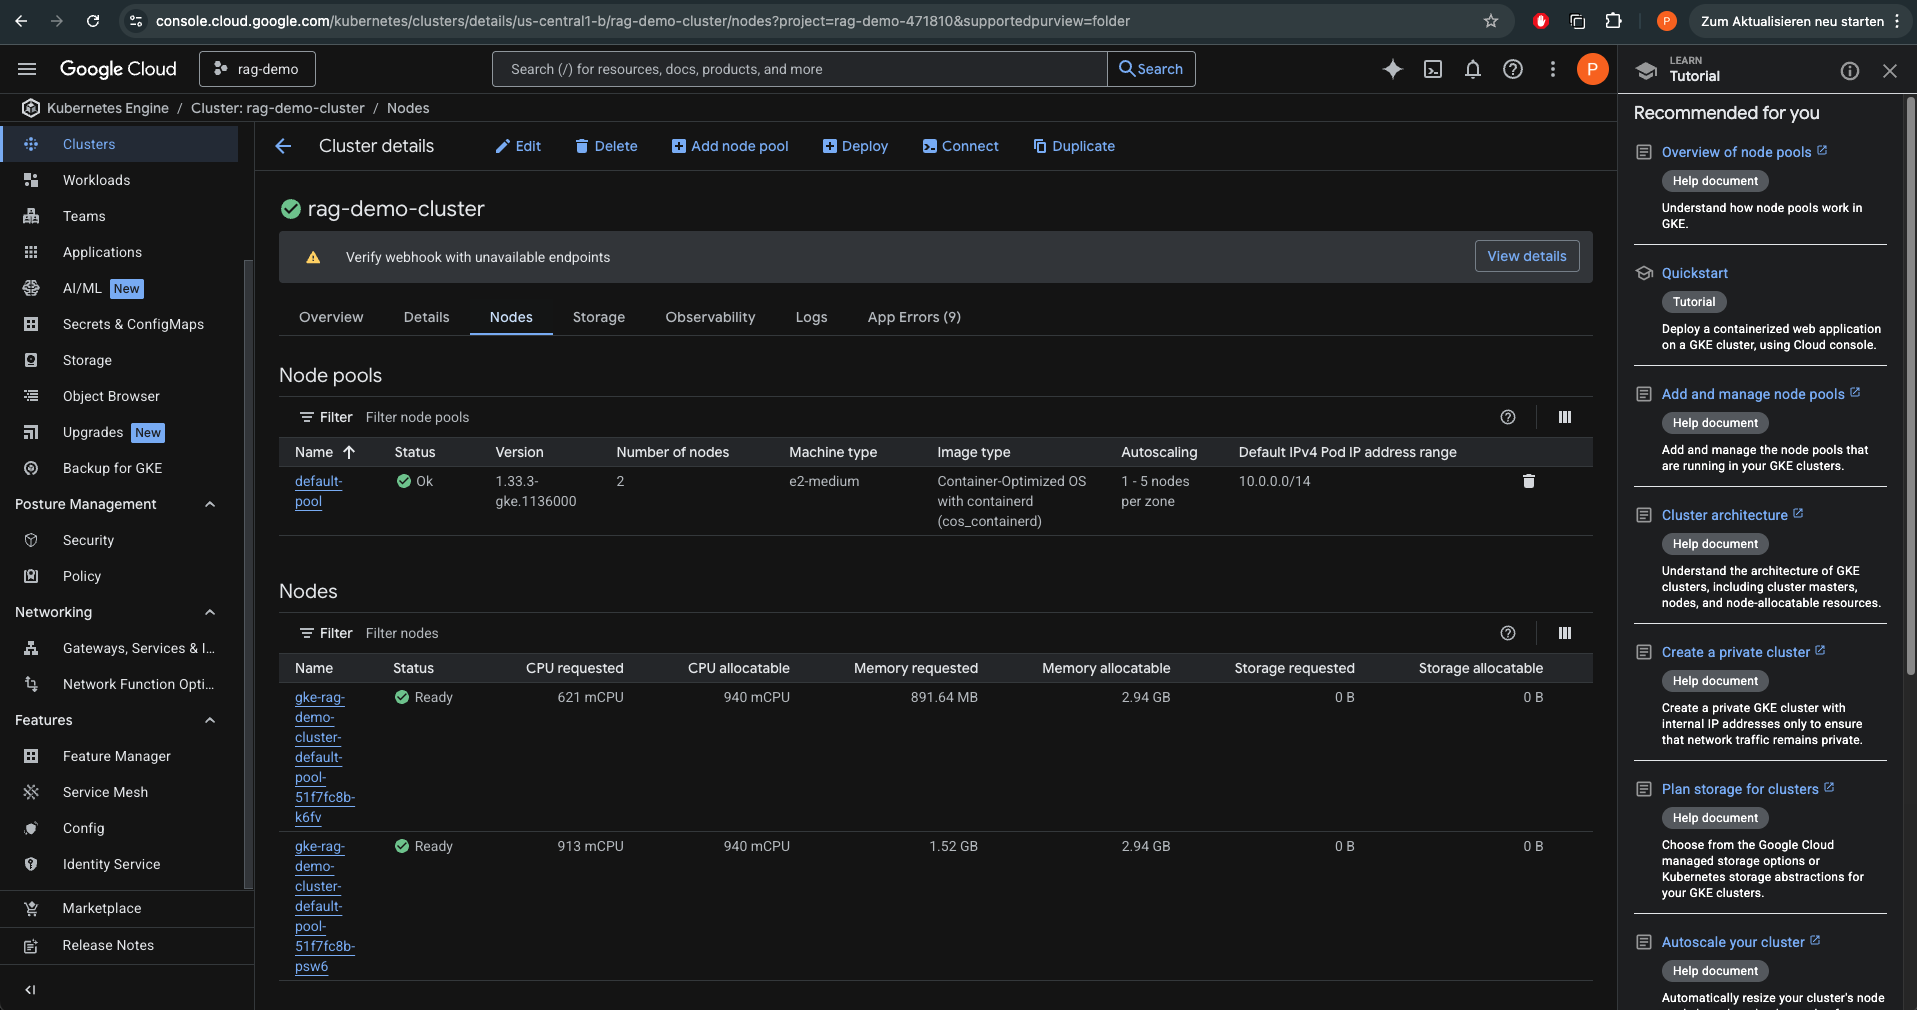 console.cloud.google.com/kubernetes/clusters/details/us-central1-b/rag-demo-cluster/nodes?project=rag-demo-471810&supportedpurview=folder
P
Zum Aktualisieren neu starten
Google Cloud
rag-demo
Search (/) for resources, docs, products, and more
Search
P
LEARN
Tutorial
Kubernetes Engine / Cluster: rag-demo-cluster / Nodes
Clusters
Workloads
Teams
Applications
AI/ML New
Secrets & ConfigMaps
Storage
Object Browser
Upgrades New
Backup for GKE
Posture Management
Security
Policy
Networking
Gateways, Services & I...
Network Function Opti...
Features
Feature Manager
Service Mesh
Config
Identity Service
Marketplace
Release Notes
Cluster details
Edit
Delete
Add node pool
Deploy
Connect
Duplicate
rag-demo-cluster
Verify webhook with unavailable endpoints
View details
Overview Details Nodes Storage Observability Logs App Errors (9)
Node pools
Filter Filter node pools
Name Status Version Number of nodes Machine type Image type Autoscaling Default IPv4 Pod IP address range
default- Ok 1.33.3- 2 e2-medium Container-Optimized OS 1 - 5 nodes 10.0.0.0/14
pool gke.1136000 with containerd per zone
(cos_containerd)
Nodes
Filter Filter nodes
Name Status CPU requested CPU allocatable Memory requested Memory allocatable Storage requested Storage allocatable
gke-rag- Ready 621 mCPU 940 mCPU 891.64 MB 2.94 GB 0 B 0 B
demo-
cluster-
default-
pool-
51f7fc8b-
k6fv
gke-rag- Ready 913 mCPU 940 mCPU 1.52 GB 2.94 GB 0 B 0 B
demo-
cluster-
default-
pool-
51f7fc8b-
psw6
Recommended for you
Overview of node pools
Help document
Understand how node pools work in
GKE.
Quickstart
Tutorial
Deploy a containerized web application
on a GKE cluster, using Cloud console.
Add and manage node pools
Help document
Add and manage the node pools that
are running in your GKE clusters.
Cluster architecture
Help document
Understand the architecture of GKE
clusters, including cluster masters,
nodes, and node-allocatable resources.
Create a private cluster
Help document
Create a private GKE cluster with
internal IP addresses only to ensure
that network traffic remains private.
Plan storage for clusters
Help document
Choose from the Google Cloud
managed storage options or
Kubernetes storage abstractions for
your GKE clusters.
Autoscale your cluster
Help document
Automatically resize your cluster's node